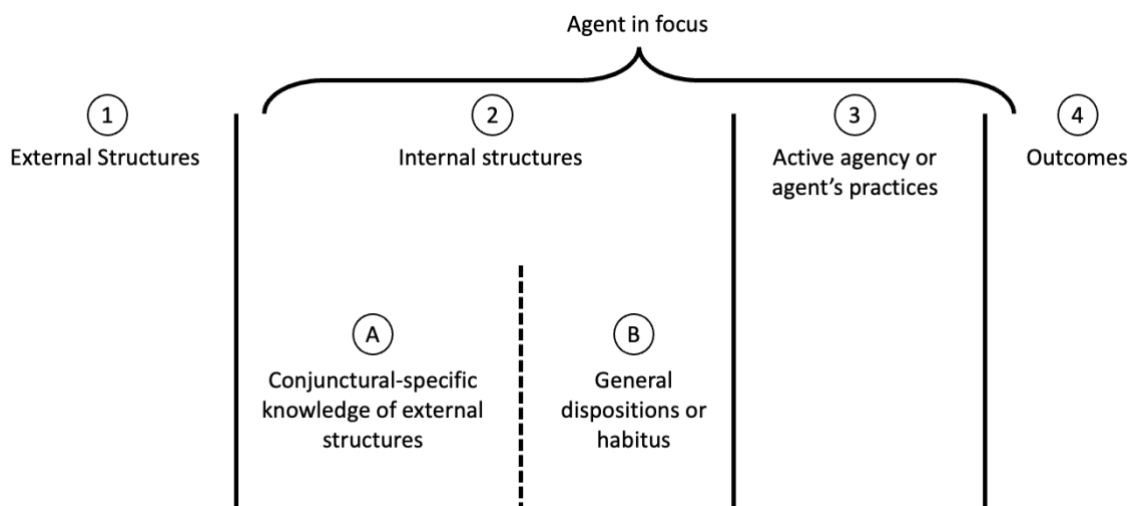 Agent in focus
1
External Structures
2
Internal structures
3
Active agency or
agent’s practices
4
Outcomes
A
Conjunctural-specific
knowledge of external
structures
B
General
dispositions or
habitus